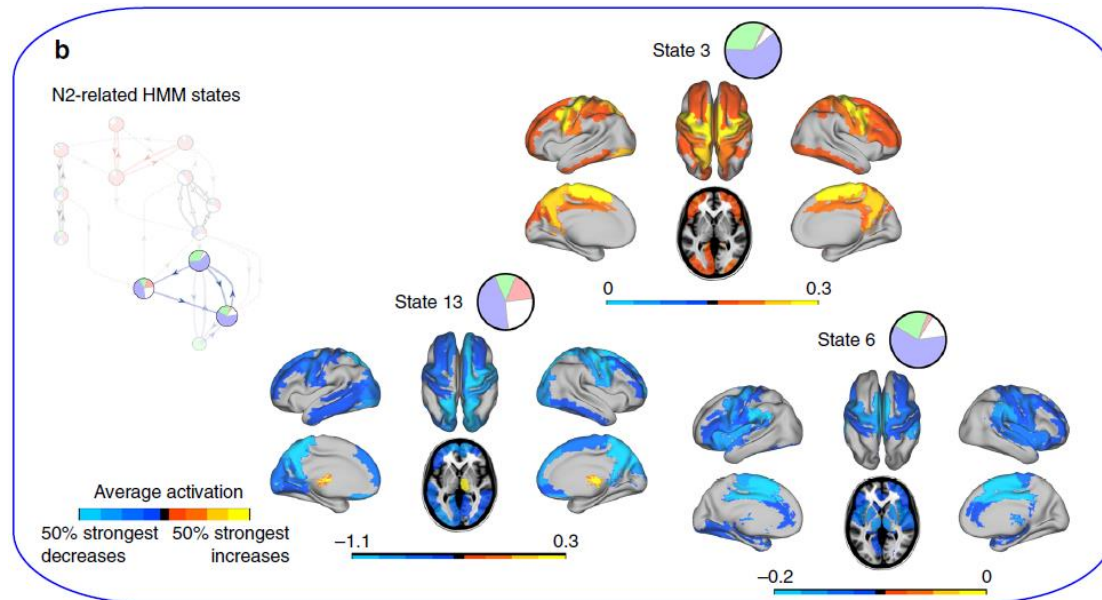 b
N2-related HMM states
State 3
0 0.3
State 13
State 6
Average activation
50% strongest 50% strongest
decreases increases
−1.1 0.3
−0.2 0